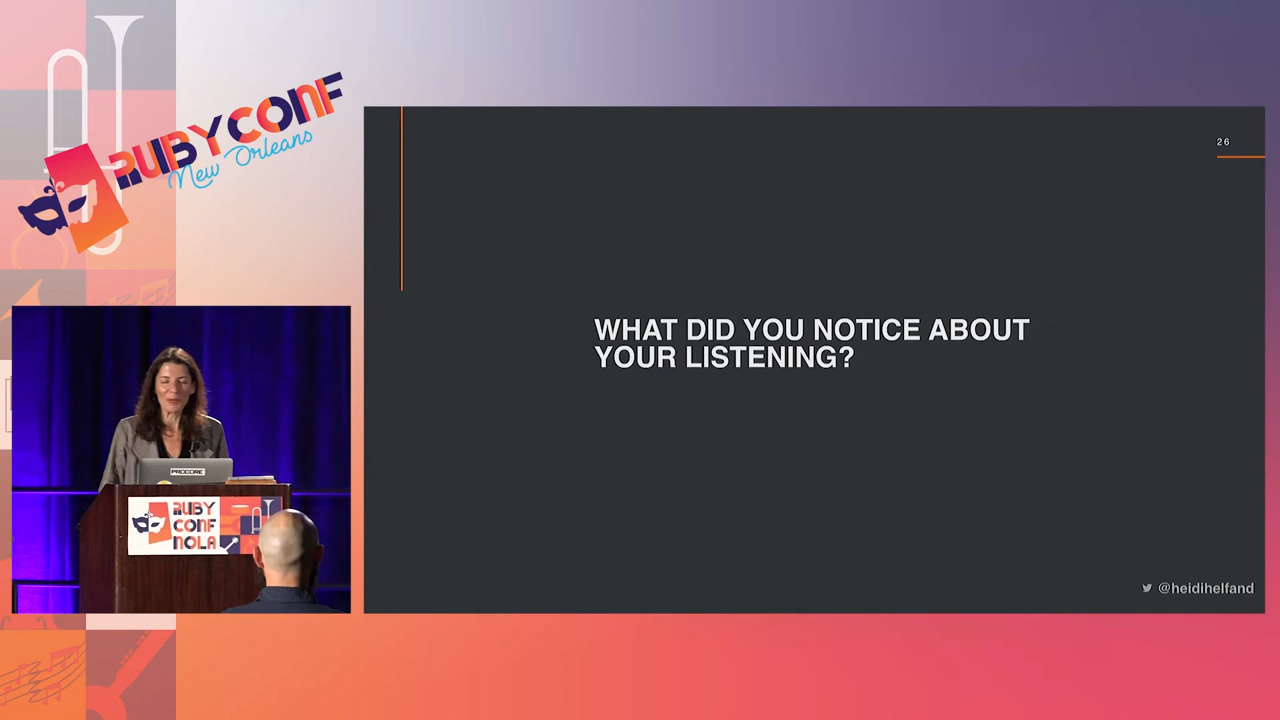 RUBYCONF
New Orleans
26
WHAT DID YOU NOTICE ABOUT
YOUR LISTENING?
PROCORE
RUBY
CONF
NOLA
@heidihelfand